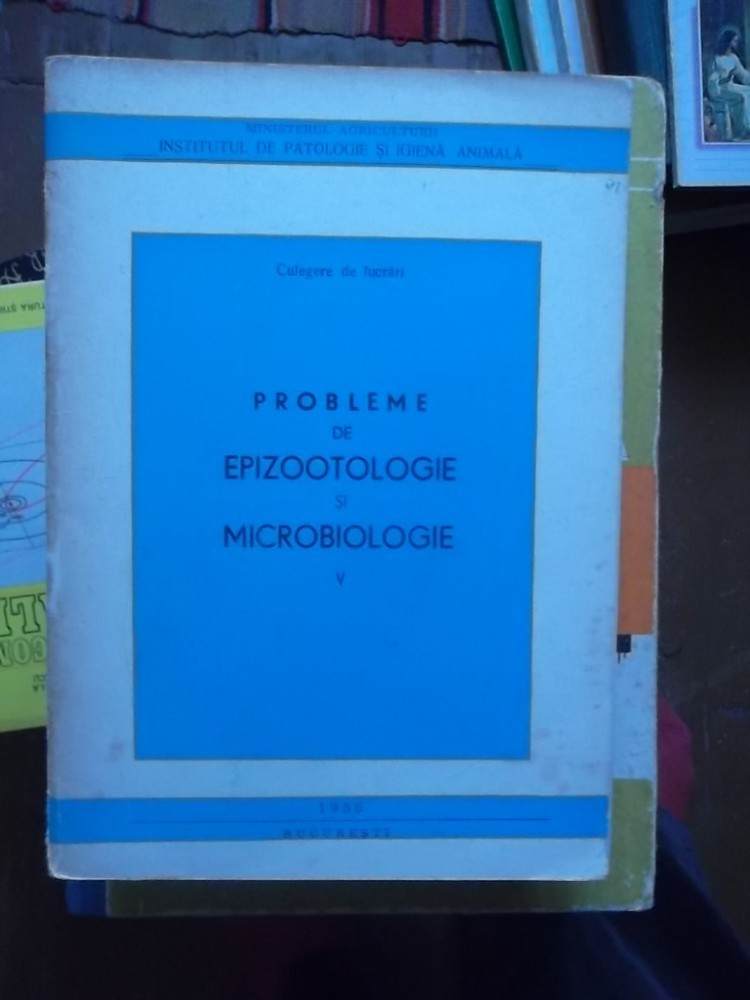 MINISTERUL AGRICULTURII
INSTITUTUL DE PATOLOGIE ȘI IGIENĂ ANIMALĂ
Culegere de lucrări
PROBLEME
DE
EPIZOOTOLOGIE
ȘI
MICROBIOLOGIE
V
BUCUREȘTI